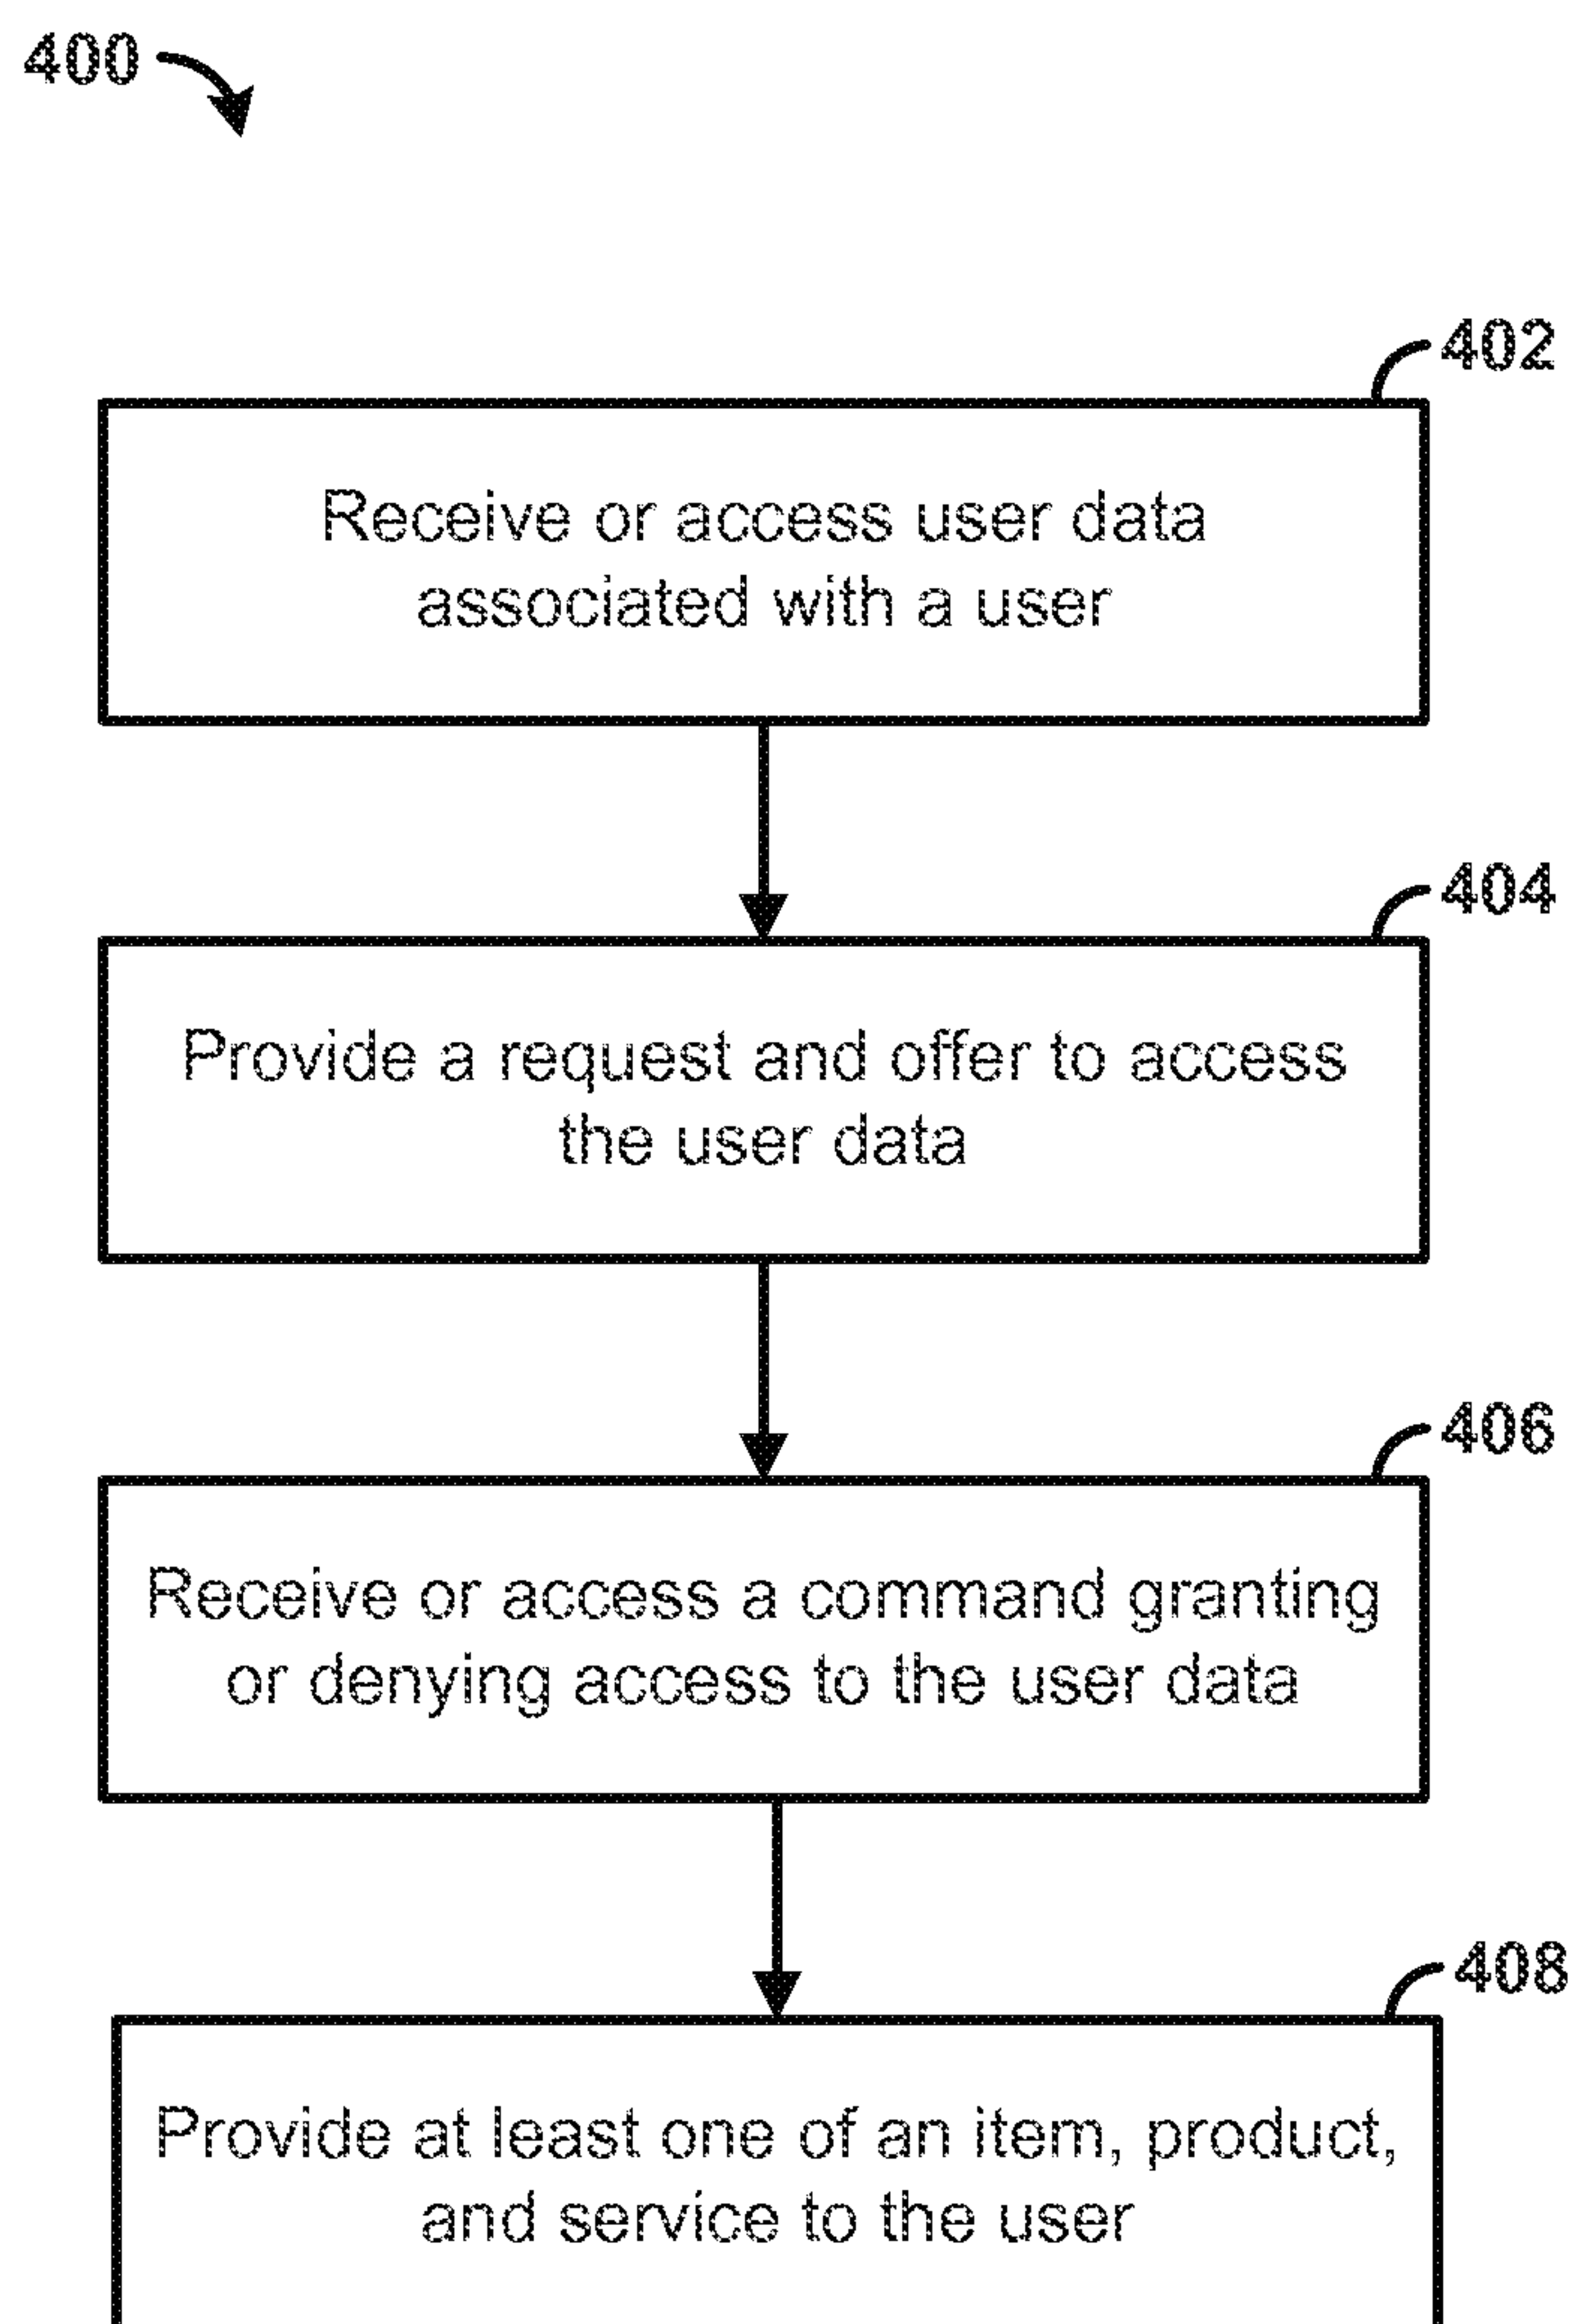 400
402
Receive or access user data
associated with a user
404
Provide a request and offer to access
the user data
406
Receive or access a command granting
or denying access to the user data
408
Provide at least one of an item, product,
and service to the user